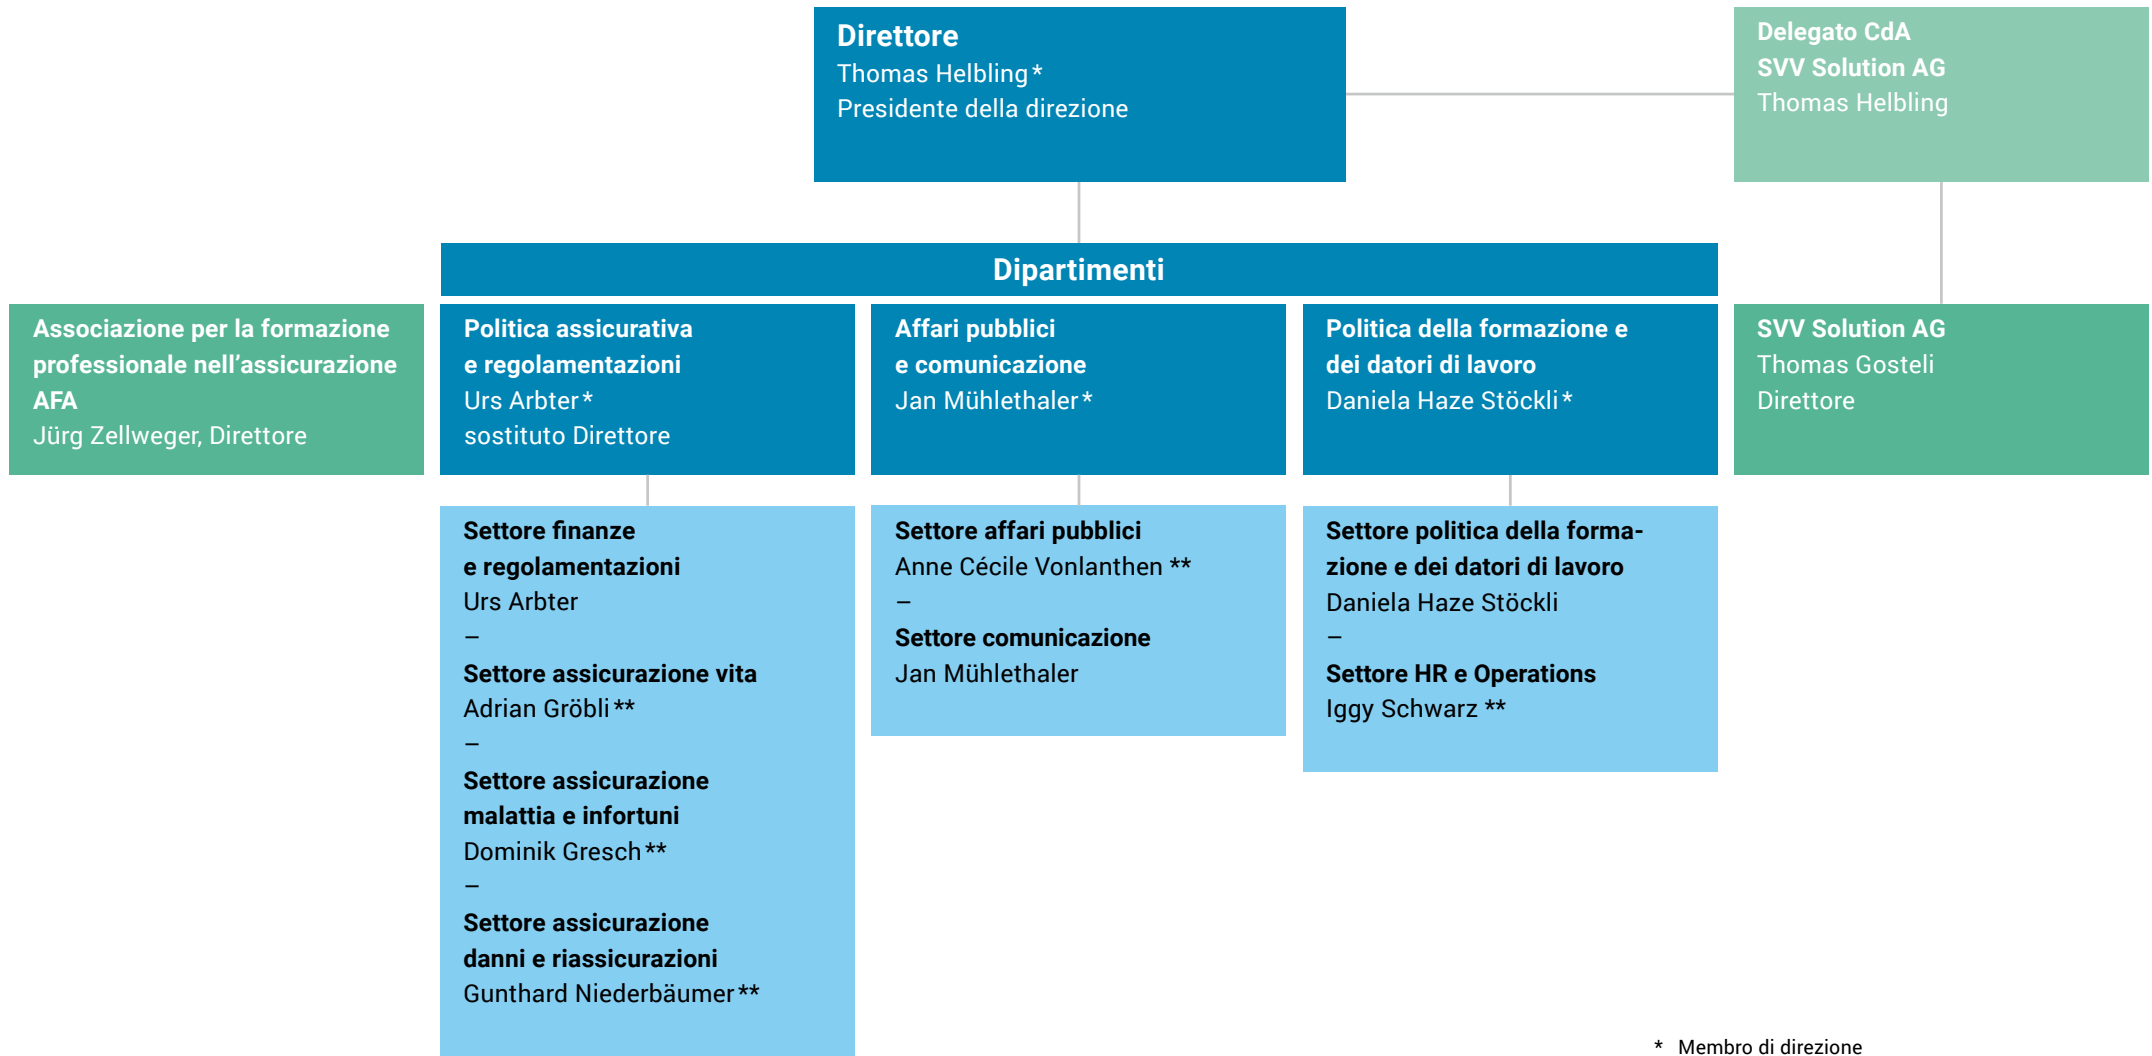 Direttore
Thomas Helbling*
Presidente della direzione
Delegato CdA
SVV Solution AG
Thomas Helbling
Dipartimenti
Associazione per la formazione
professionale nell’assicurazione
AFA
Jürg Zellweger, Direttore
Politica assicurativa
e regolamentazioni
Urs Arbter*
sostituto Direttore
Affari pubblici
e comunicazione
Jan Mühlethaler*
Politica della formazione e
dei datori di lavoro
Daniela Haze Stöckli*
SVV Solution AG
Thomas Gosteli
Direttore
Settore finanze
e regolamentazioni
Urs Arbter
–
Settore assicurazione vita
Adrian Gröbli**
–
Settore assicurazione
malattia e infortuni
Dominik Gresch**
–
Settore assicurazione
danni e riassicurazioni
Gunthard Niederbäumer**
Settore affari pubblici
Anne Cécile Vonlanthen **
–
Settore comunicazione
Jan Mühlethaler
Settore politica della forma-
zione e dei datori di lavoro
Daniela Haze Stöckli
–
Settore HR e Operations
Iggy Schwarz **
* Membro di direzione